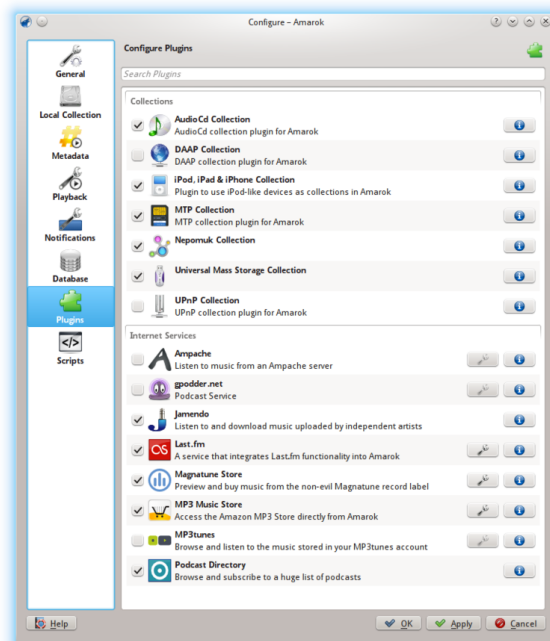 Configure – Amarok
General
Local Collection
Metadata
Playback
Notifications
Database
Plugins
Scripts
Configure Plugins
Search Plugins
Collections
AudioCd Collection
AudioCd collection plugin for Amarok
DAAP Collection
DAAP collection plugin for Amarok
iPod, iPad & iPhone Collection
Plugin to use iPod-like devices as collections in Amarok
MTP Collection
MTP collection plugin for Amarok
Nepomuk Collection
Universal Mass Storage Collection
UPnP Collection
UPnP collection plugin for Amarok
Internet Services
Ampache
Listen to music from an Ampache server
gpodder.net
Podcast Service
Jamendo
Listen to and download music uploaded by independent artists
Last.fm
A service that integrates Last.fm functionality into Amarok
Magnatune Store
Preview and buy music from the non-evil Magnatune record label
MP3 Music Store
Access the Amazon MP3 Store directly from Amarok
MP3tunes
Browse and listen to the music stored in your MP3tunes account
Podcast Directory
Browse and subscribe to a huge list of podcasts
Help
OK
Apply
Cancel